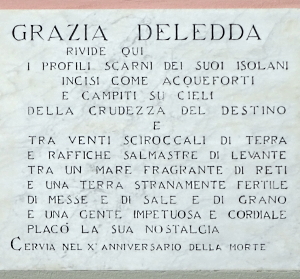 GRAZIA DELEDDA
RIVIDE QUI
I PROFILI SCARNI DEI SUOI ISOLANI
INCISI COME ACQUEFORTI
E CAMPITI SU CIELI
DELLA CRUDEZZA DEL DESTINO
E
TRA VENTI SCIROCCALI DI TERRA
E RAFFICHE SALMASTRE DI LEVANTE
TRA UN MARE FRAGRANTE DI RETI
E UNA TERRA STRANAMENTE FERTILE
DI MESSE E DI SALE E DI GRANO
E UNA GENTE IMPETUOSA E CORDIALE
PLACO' LA SUA NOSTALGIA
CERVIA NEL X° ANNIVERSARIO DELLA MORTE